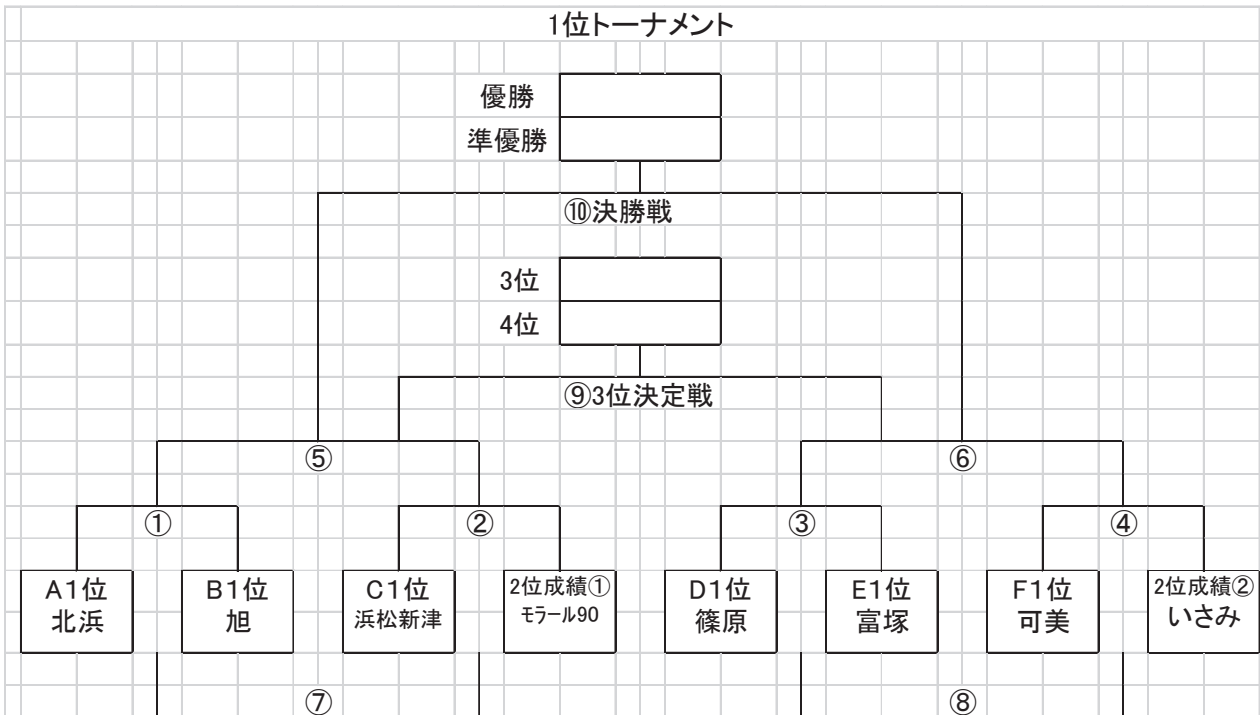 1位トーナメント
優勝
準優勝
⑩決勝戦
3位
4位
⑨3位決定戦
⑤
⑥
①
②
③
④
A1位
北浜
B1位
旭
C1位
浜松新津
2位成績①
モラール90
D1位
篠原
E1位
富塚
F1位
可美
2位成績②
いさみ
⑦
⑧